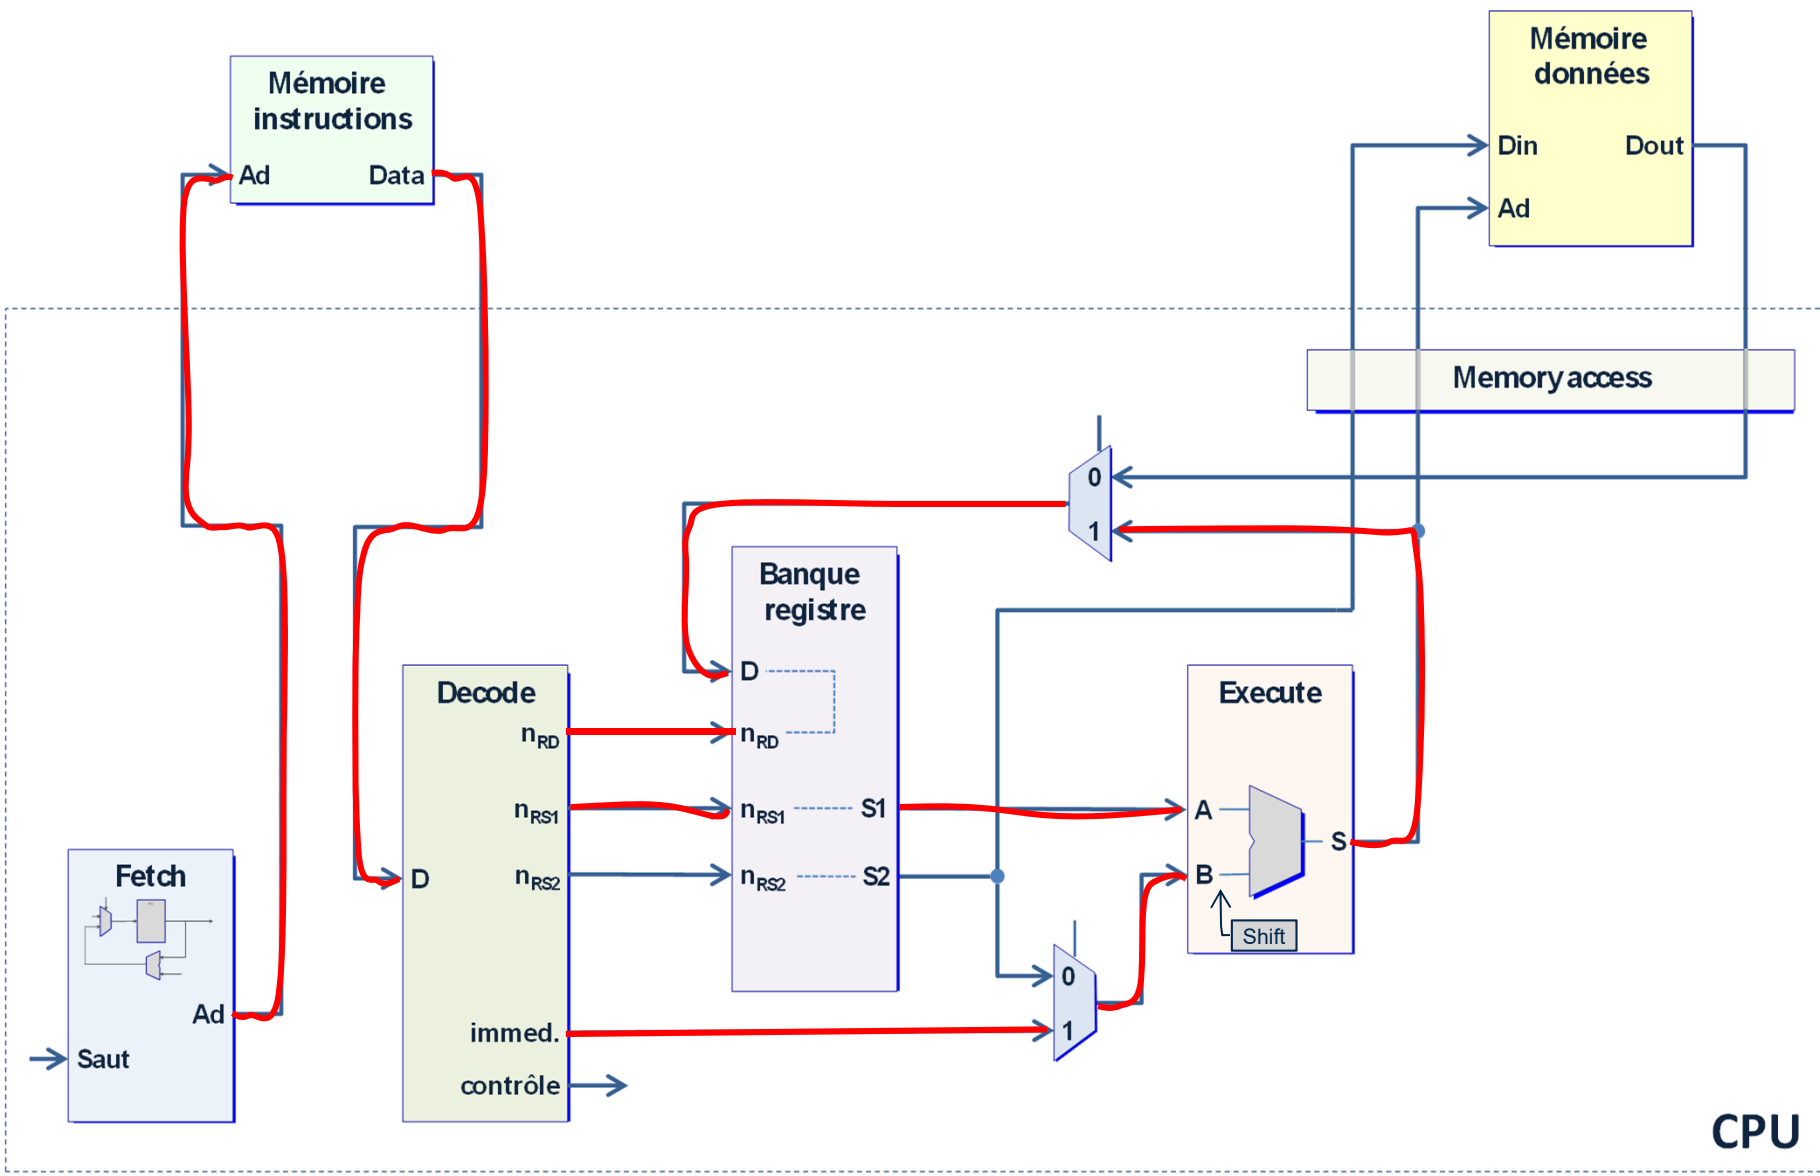 Mémoire
instructions
Ad
Data
Mémoire
données
Din
Dout
Ad
Memory access
0
1
Banque
registre
D
nRD
nRS1
S1
nRS2
S2
Decode
nRD
nRS1
nRS2
D
immed.
contrôle
Execute
A
S
B
Shift
0
1
Fetch
Ad
Saut
CPU